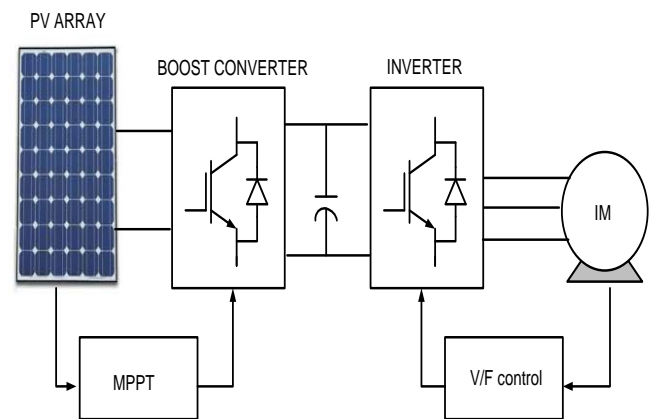 PV ARRAY
BOOST CONVERTER
INVERTER
IM
MPPT
V/F control